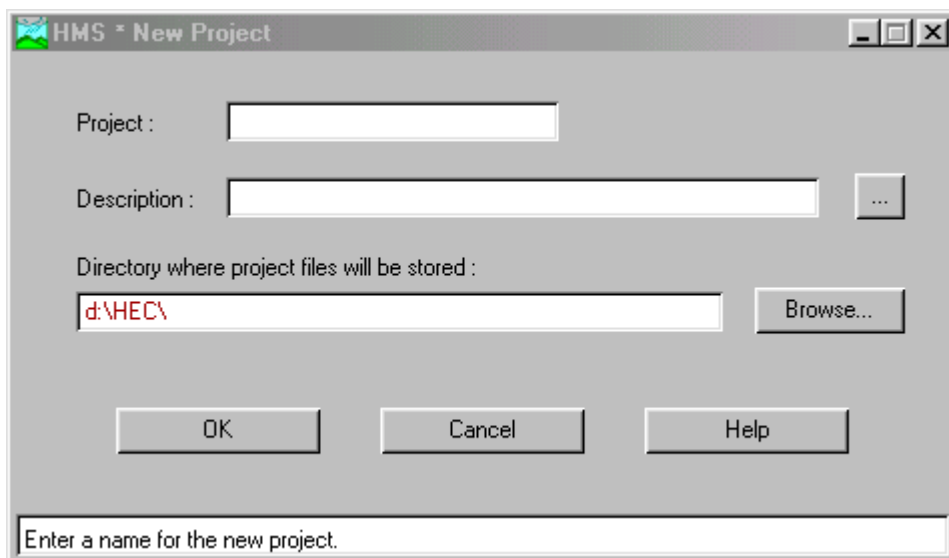 HMS * New Project
Project :
Description :
...
Directory where project files will be stored :
d:\HEC\
Browse...
OK Cancel Help
Enter a name for the new project.